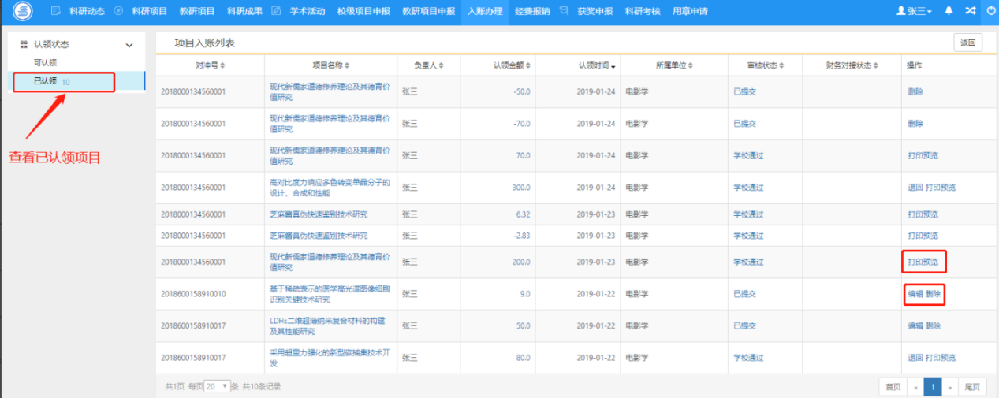 科研动态 科研项目 教研项目 科研成果 学术活动 校级项目申报 教研项目申报 入账办理 经费报销 获奖申报 科研考核 用章申请 张三
认领状态
可认领
已认领 10
查看已认领项目
项目入账列表 返回
对冲号 项目名称 负责人 认领金额 认领时间 所属单位 审核状态 财务对接状态 操作
2018000134560001 现代新儒家道德修养理论及其德育价 张三 -50.0 2019-01-24 电影学 已提交 删除
值研究
2018000134560001 现代新儒家道德修养理论及其德育价 张三 -70.0 2019-01-24 电影学 已提交 删除
值研究
2018000134560001 现代新儒家道德修养理论及其德育价 张三 70.0 2019-01-24 电影学 学校通过 打印预览
值研究
2018000134560001 高对比度力响应多色转变单晶分子的 张三 300.0 2019-01-24 电影学 学校通过 退回 打印预览
设计、合成和性能
2018000134560001 芝麻酱真伪快速鉴别技术研究 张三 6.32 2019-01-23 电影学 学校通过 打印预览
2018000134560001 芝麻酱真伪快速鉴别技术研究 张三 -2.83 2019-01-23 电影学 学校通过 打印预览
2018000134560001 现代新儒家道德修养理论及其德育价 张三 200.0 2019-01-23 电影学 学校通过 打印预览
值研究
2018600158910010 基于稀疏表示的医学高光谱图像细胞 张三 9.0 2019-01-22 电影学 已提交 编辑 删除
识别关键技术研究
2018600158910017 LDHs二维超薄纳米复合材料的构建 张三 50.0 2019-01-22 电影学 已提交 编辑 删除
及其性能研究
2018600158910017 采用超重力强化的新型碳捕集技术开 张三 80.0 2019-01-22 电影学 学校通过 退回 打印预览
发
共1页 每页 20 条 共10条记录 首页 « 1 » 尾页